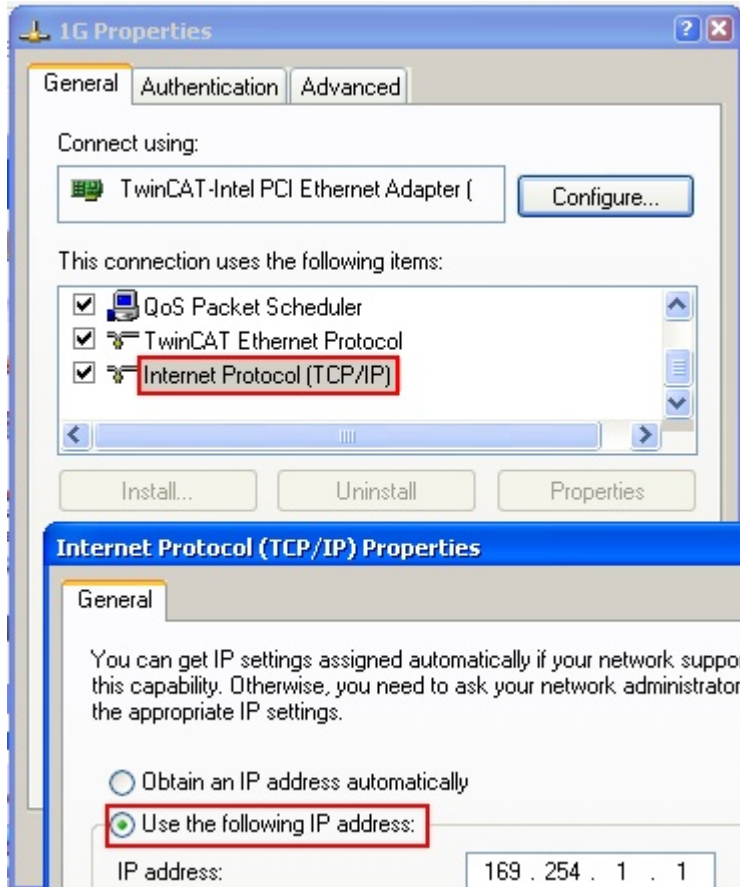 1G Properties
General Authentication Advanced
Connect using:
TwinCAT-Intel PCI Ethernet Adapter (
Configure...
This connection uses the following items:
QoS Packet Scheduler
TwinCAT Ethernet Protocol
Internet Protocol (TCP/IP)
Install... Uninstall Properties
Internet Protocol (TCP/IP) Properties
General
You can get IP settings assigned automatically if your network suppo
this capability. Otherwise, you need to ask your network administrator
the appropriate IP settings.
Obtain an IP address automatically
Use the following IP address:
IP address: 169 . 254 . 1 . 1